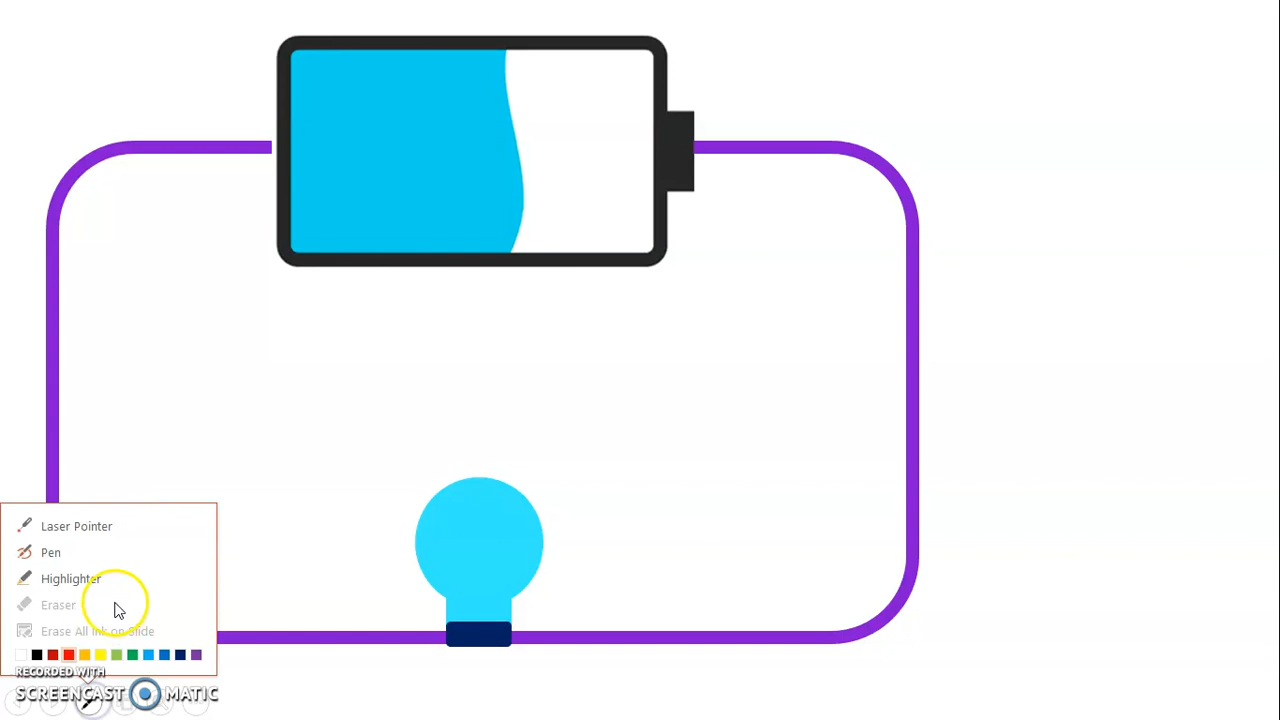 Laser Pointer
Pen
Highlighter
Eraser
Erase All Ink on Slide
RECORDED WITH
SCREENCAST MATIC